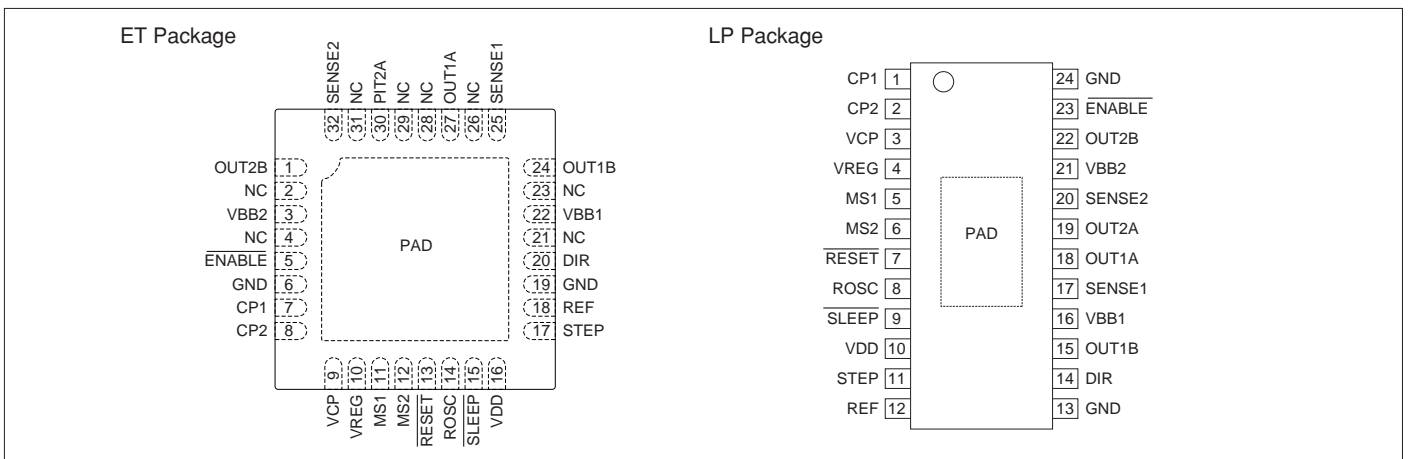 ET Package
SENSE2
NC
PIT2A
NC
NC
OUT1A
NC
SENSE1
32
31
30
29
28
27
26
25
OUT2B 1
NC 2
VBB2 3
NC 4
ENABLE 5
GND 6
CP1 7
CP2 8
PAD
24 OUT1B
23 NC
22 VBB1
21 NC
20 DIR
19 GND
18 REF
17 STEP
9
10
11
12
13
14
15
16
VCP
VREG
MS1
MS2
RESET
ROSC
SLEEP
VDD
LP Package
CP1 1
CP2 2
VCP 3
VREG 4
MS1 5
MS2 6
RESET 7
ROSC 8
SLEEP 9
VDD 10
STEP 11
REF 12
PAD
24 GND
23 ENABLE
22 OUT2B
21 VBB2
20 SENSE2
19 OUT2A
18 OUT1A
17 SENSE1
16 VBB1
15 OUT1B
14 DIR
13 GND